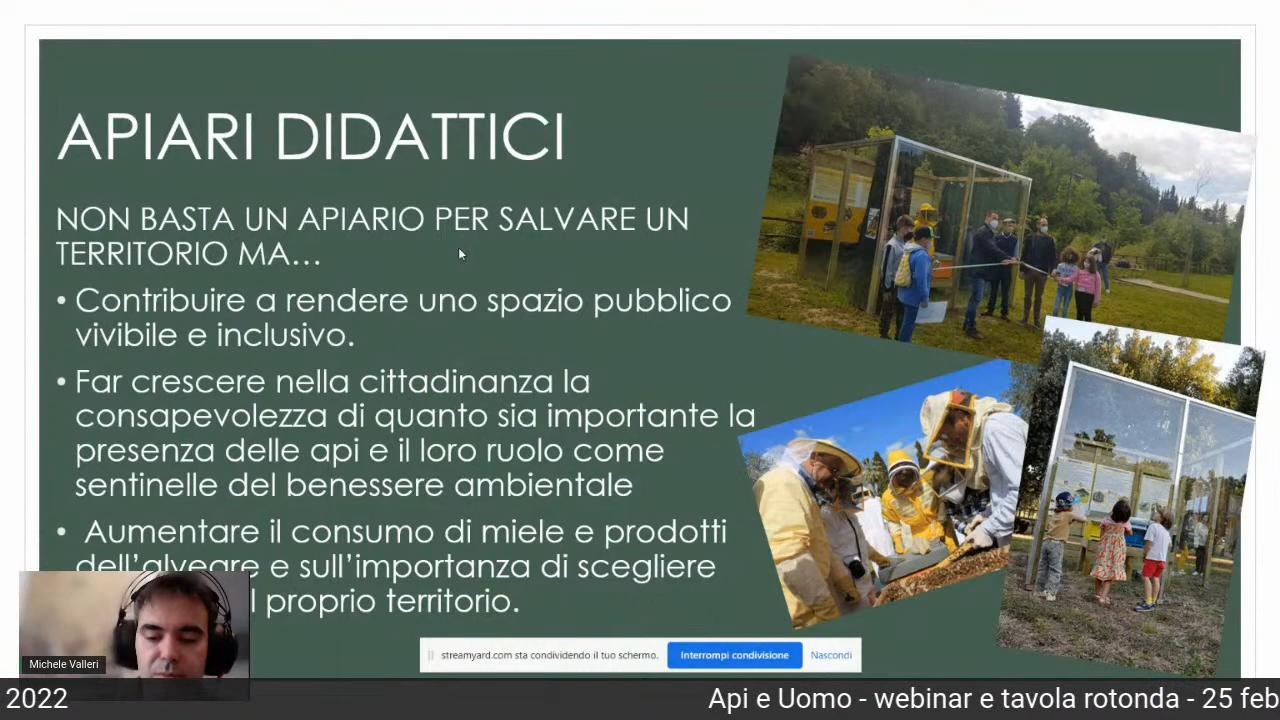 APIARI DIDATTICI
NON BASTA UN APIARIO PER SALVARE UN
TERRITORIO MA...
• Contribuire a rendere uno spazio pubblico
vivibile e inclusivo.
• Far crescere nella cittadinanza la
consapevolezza di quanto sia importante la
presenza delle api e il loro ruolo come
sentinelle del benessere ambientale
• Aumentare il consumo di miele e prodotti
dell'alveare e sull'importanza di scegliere
l proprio territorio.
Michele Valleri
streamyard.com sta condividendo il tuo schermo.
Interrompi condivisione
Nascondi
2022
Api e Uomo - webinar e tavola rotonda - 25 feb